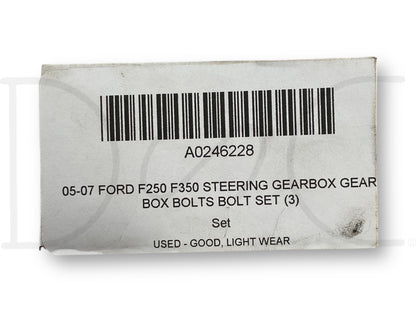 A0246228
05-07 FORD F250 F350 STEERING GEARBOX GEAR
BOX BOLTS BOLT SET (3)
Set
USED - GOOD, LIGHT WEAR